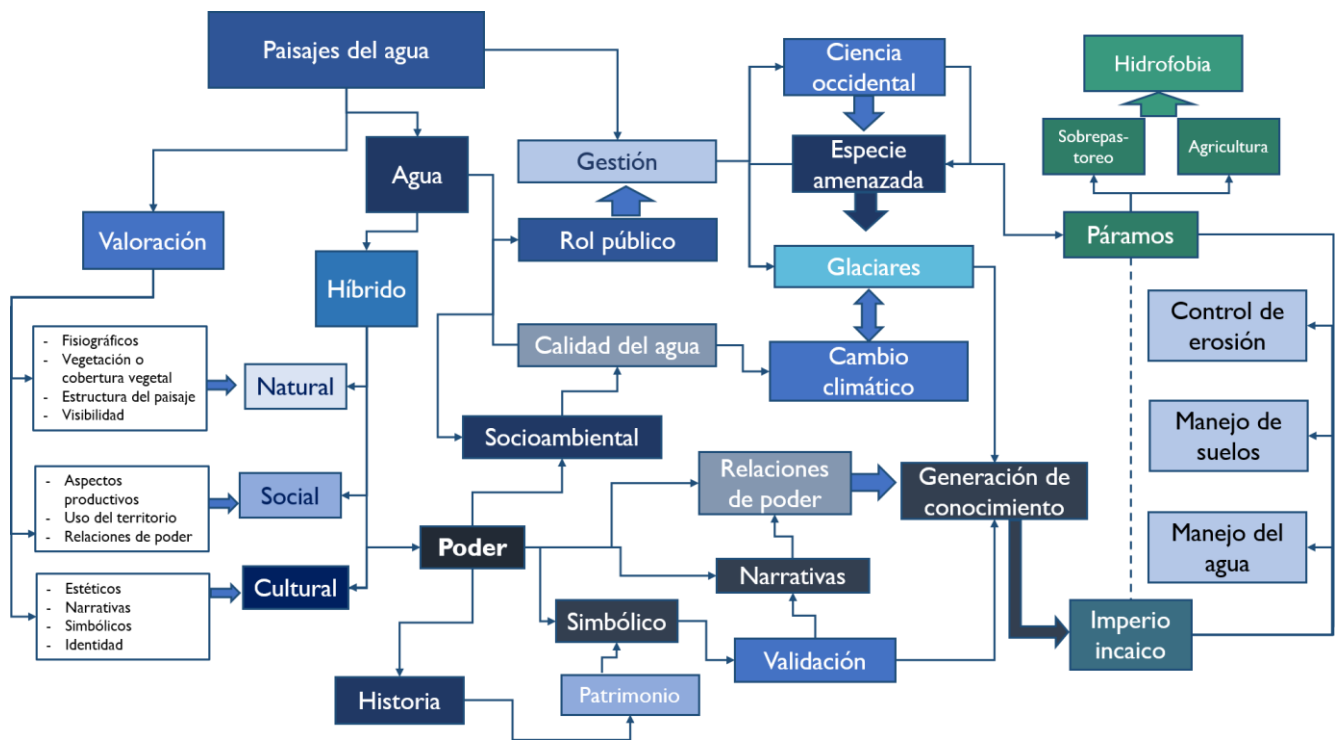 Paisajes del agua
Ciencia
occidental
Hidrofobia
Sobrepas-
toreo
Agricultura
Gestión
Especie
amenazada
Agua
Valoración
Rol público
Páramos
Híbrido
Glaciares
Control de
erosión
- Fisiográficos
- Vegetación o
cobertura vegetal
- Estructura del paisaje
- Visibilidad
Natural
Calidad del agua
Cambio
climático
Socioambiental
Manejo de
suelos
- Aspectos
productivos
- Uso del territorio
- Relaciones de poder
Social
Relaciones
de poder
Generación de
conocimiento
Poder
Manejo del
agua
- Estéticos
- Narrativas
- Simbólicos
- Identidad
Cultural
Narrativas
Simbólico
Imperio
incaico
Validación
Historia
Patrimonio